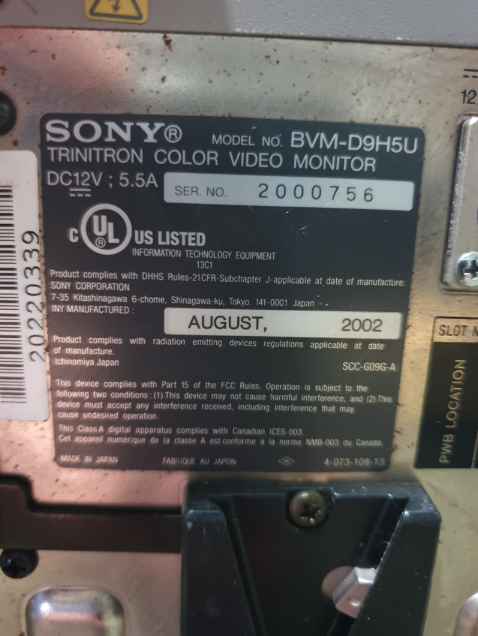 SONY® MODEL NO. BVM-D9H5U
TRINITRON COLOR VIDEO MONITOR
DC12V ; 5.5A SER. NO. 2000756
C UL ® US LISTED
INFORMATION TECHNOLOGY EQUIPMENT
13C1
Product complies with DHHS Rules-21CFR-Subchapter J-applicable at date of manufacture.
SONY CORPORATION
7-35 Kitashinagawa 6-chome, Shinagawa-ku, Tokyo, 141-0001 Japan
INY MANUFACTURED :
AUGUST, 2002
Product complies with radiation emitting devices regulations applicable at date
of manufacture.
Ichinomiya Japan SCC-G09G-A
This device complies with Part 15 of the FCC Rules. Operation is subject to the
following two conditions : (1) This device may not cause harmful interference, and (2) This
device must accept any interference received, including interference that may
cause undesired operation.
This Class A digital apparatus complies with Canadian ICES-003.
Cet appareil numérique de la classe A est conforme à la norme NMB-003 du Canada.
MADE IN JAPAN FABRIQUE AU JAPON 4-073-108-13
20220339
12
SLOT
PWB LOCATION